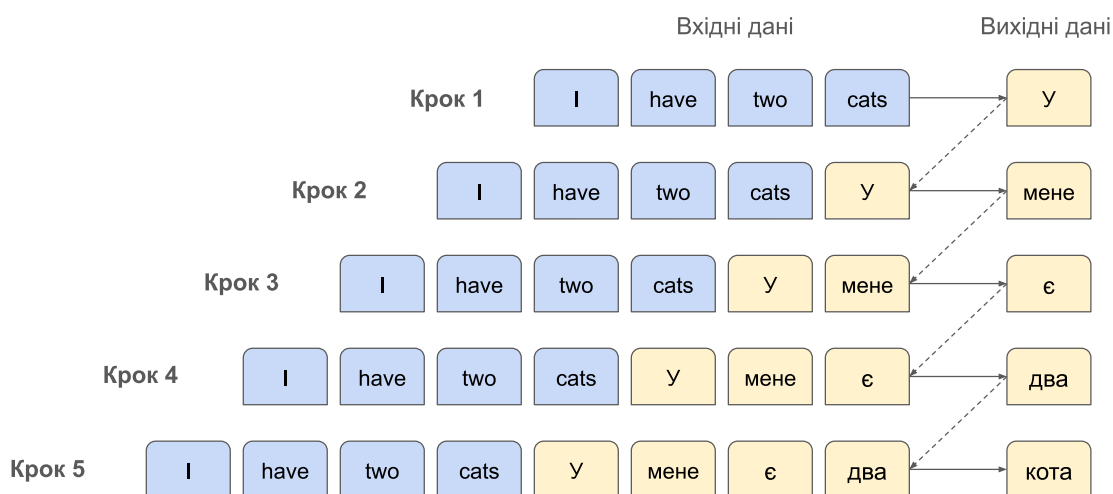 Вхідні дані Вихідні дані
Крок 1 I have two cats У
Крок 2 I have two cats У мене
Крок 3 I have two cats У мене є
Крок 4 I have two cats У мене є два
Крок 5 I have two cats У мене є два кота